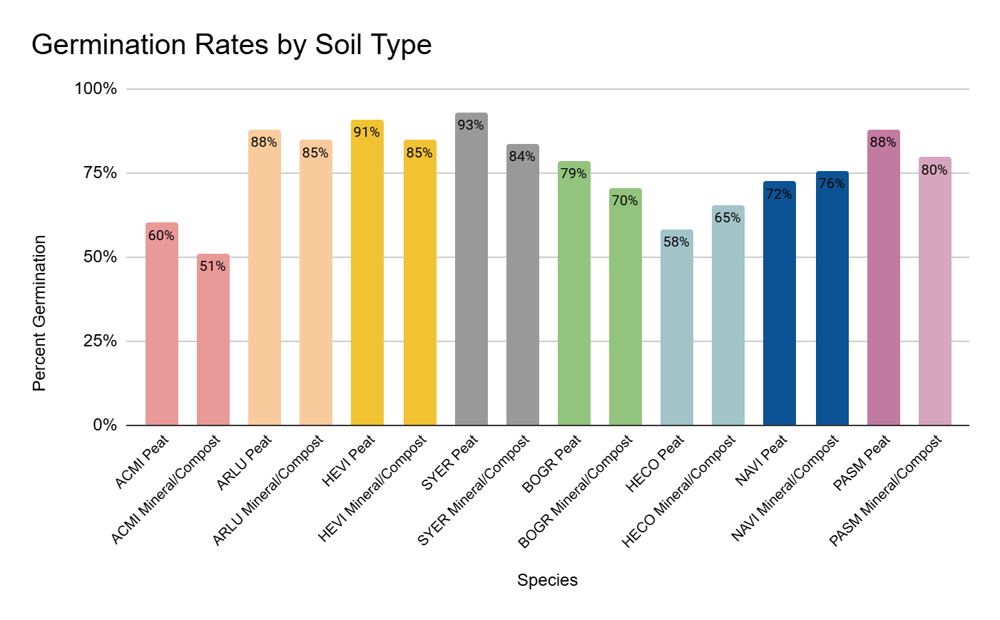 Germination Rates by Soil Type
Percent Germination
100%
75%
50%
25%
0%
60%
51%
88%
85%
91%
85%
93%
84%
79%
70%
58%
65%
72%
76%
88%
80%
ACMI Peat
ACMI Mineral/Compost
ARLU Peat
ARLU Mineral/Compost
HEVI Peat
HEVI Mineral/Compost
SYER Peat
SYER Mineral/Compost
BOGR Peat
BOGR Mineral/Compost
HECO Peat
HECO Mineral/Compost
NAVI Peat
NAVI Mineral/Compost
PASM Peat
PASM Mineral/Compost
Species